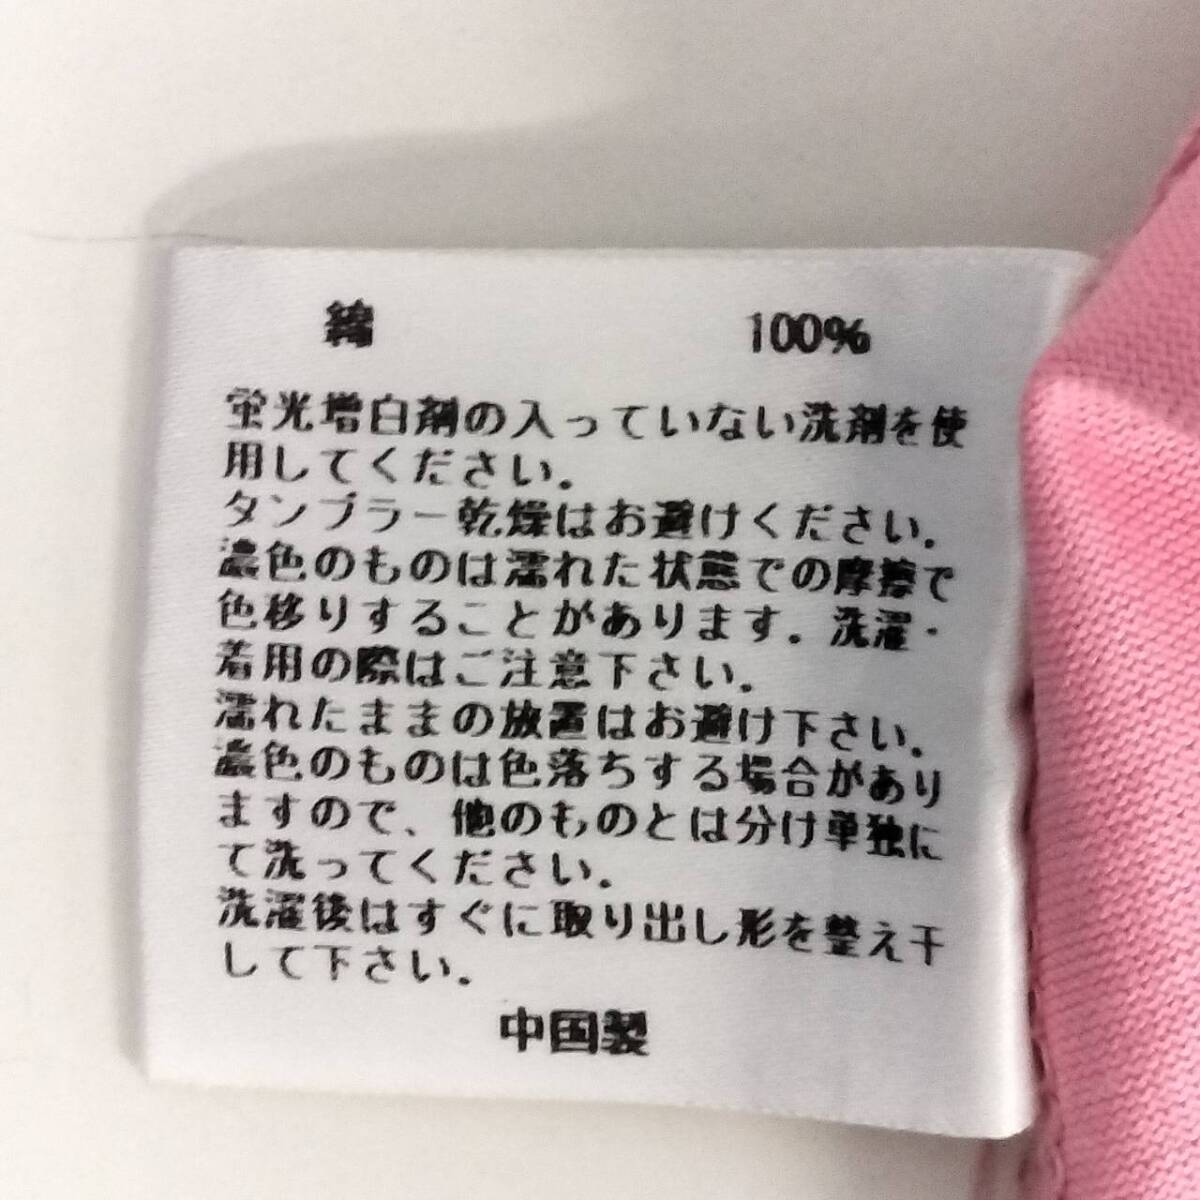 綿 100%
蛍光増白剤の入っていない洗剤を使
用してください。
タンブラー乾燥はお避けください。
濃色のものは濡れた状態での摩擦で
色移りすることがあります。洗濯・
着用の際はご注意下さい。
濡れたままの放置はお避け下さい。
濃色のものは色落ちする場合があり
ますので、他のものとは分け単独に
て洗ってください。
洗濯後はすぐに取り出し形を整え干
して下さい。
中国製